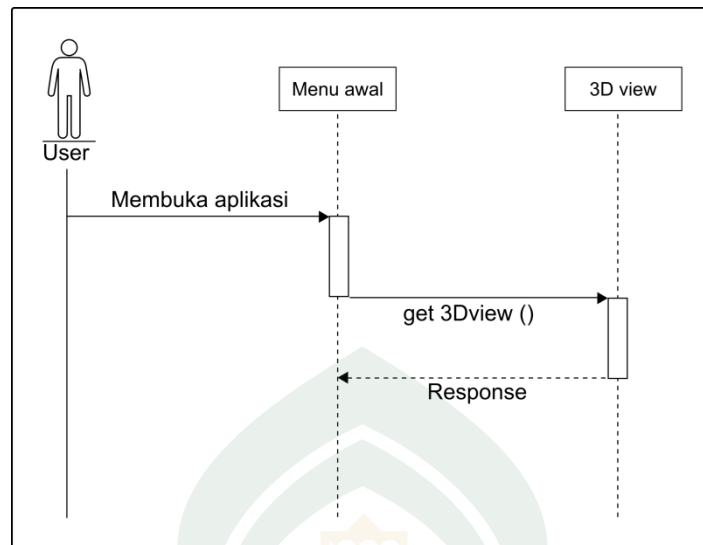 User
Menu awal
3D view
Membuka aplikasi
get 3Dview ()
Response